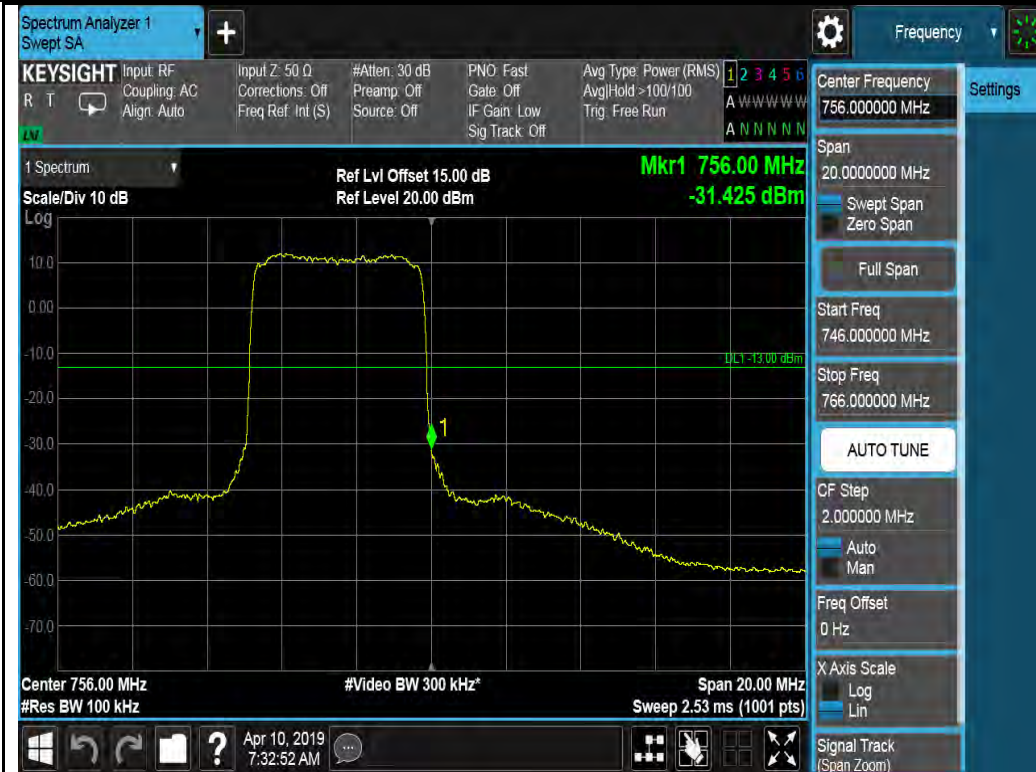 Spectrum Analyzer 1
Swept SA
+
Frequency
KEYSIGHT
R T
LW
Input: RF
Coupling: AC
Align: Auto
Input Z: 50 Ω
Corrections: Off
Freq Ref: Int (S)
#Atten: 30 dB
Preamp: Off
Source: Off
PNO: Fast
Gate: Off
IF Gain: Low
Sig Track: Off
Avg Type: Power (RMS)
Avg|Hold:>100/100
Trig: Free Run
1 2 3 4 5 6
A W W W W W
A N N N N N
1 Spectrum
Scale/Div 10 dB
Log
Ref Lvl Offset 15.00 dB
Ref Level 20.00 dBm
Mkr1 756.00 MHz
-31.425 dBm
10.0
0.00
-10.0
DL1 -13.00 dBm
-20.0
1
-30.0
-40.0
-50.0
-60.0
-70.0
Center 756.00 MHz
#Res BW 100 kHz
#Video BW 300 kHz*
Span 20.00 MHz
Sweep 2.53 ms (1001 pts)
?
Apr 10, 2019
7:32:52 AM
Center Frequency
756.000000 MHz
Settings
Span
20.0000000 MHz
Swept Span
Zero Span
Full Span
Start Freq
746.000000 MHz
Stop Freq
766.000000 MHz
AUTO TUNE
CF Step
2.000000 MHz
Auto
Man
Freq Offset
0 Hz
X Axis Scale
Log
Lin
Signal Track
(Span Zoom)